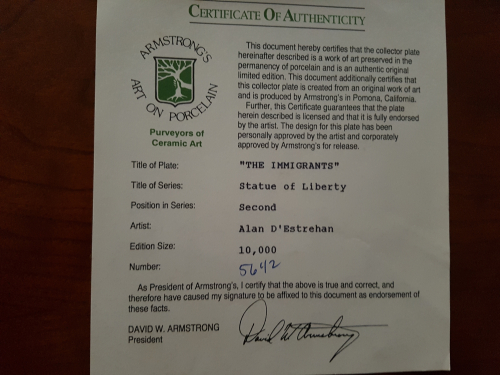 CERTIFICATE OF AUTHENTICITY
ARMSTRONG'S
ART ON PORCELAIN
Purveyors of
Ceramic Art
This document hereby certifies that the collector plate
hereinafter described is a work of art preserved in the
permanency of porcelain and is an authentic original
limited edition. This document additionally certifies that
this collector plate is created from an original work of art
and is produced by Armstrong's in Pomona, California.
Further, this Certificate guarantees that the plate
herein described is licensed and that it is fully endorsed
by the artist. The design for this plate has been
personally approved by the artist and corporately
approved by Armstrong's for release.
Title of Plate: "THE IMMIGRANTS"
Title of Series: Statue of Liberty
Position in Series: Second
Artist: Alan D'Estrehan
Edition Size: 10,000
Number: 5642
As President of Armstrong's, I certify that the above is true and correct, and
therefore have caused my signature to be affixed to this document as endorsement of
these facts.
DAVID W. ARMSTRONG
President
David W Armstrong